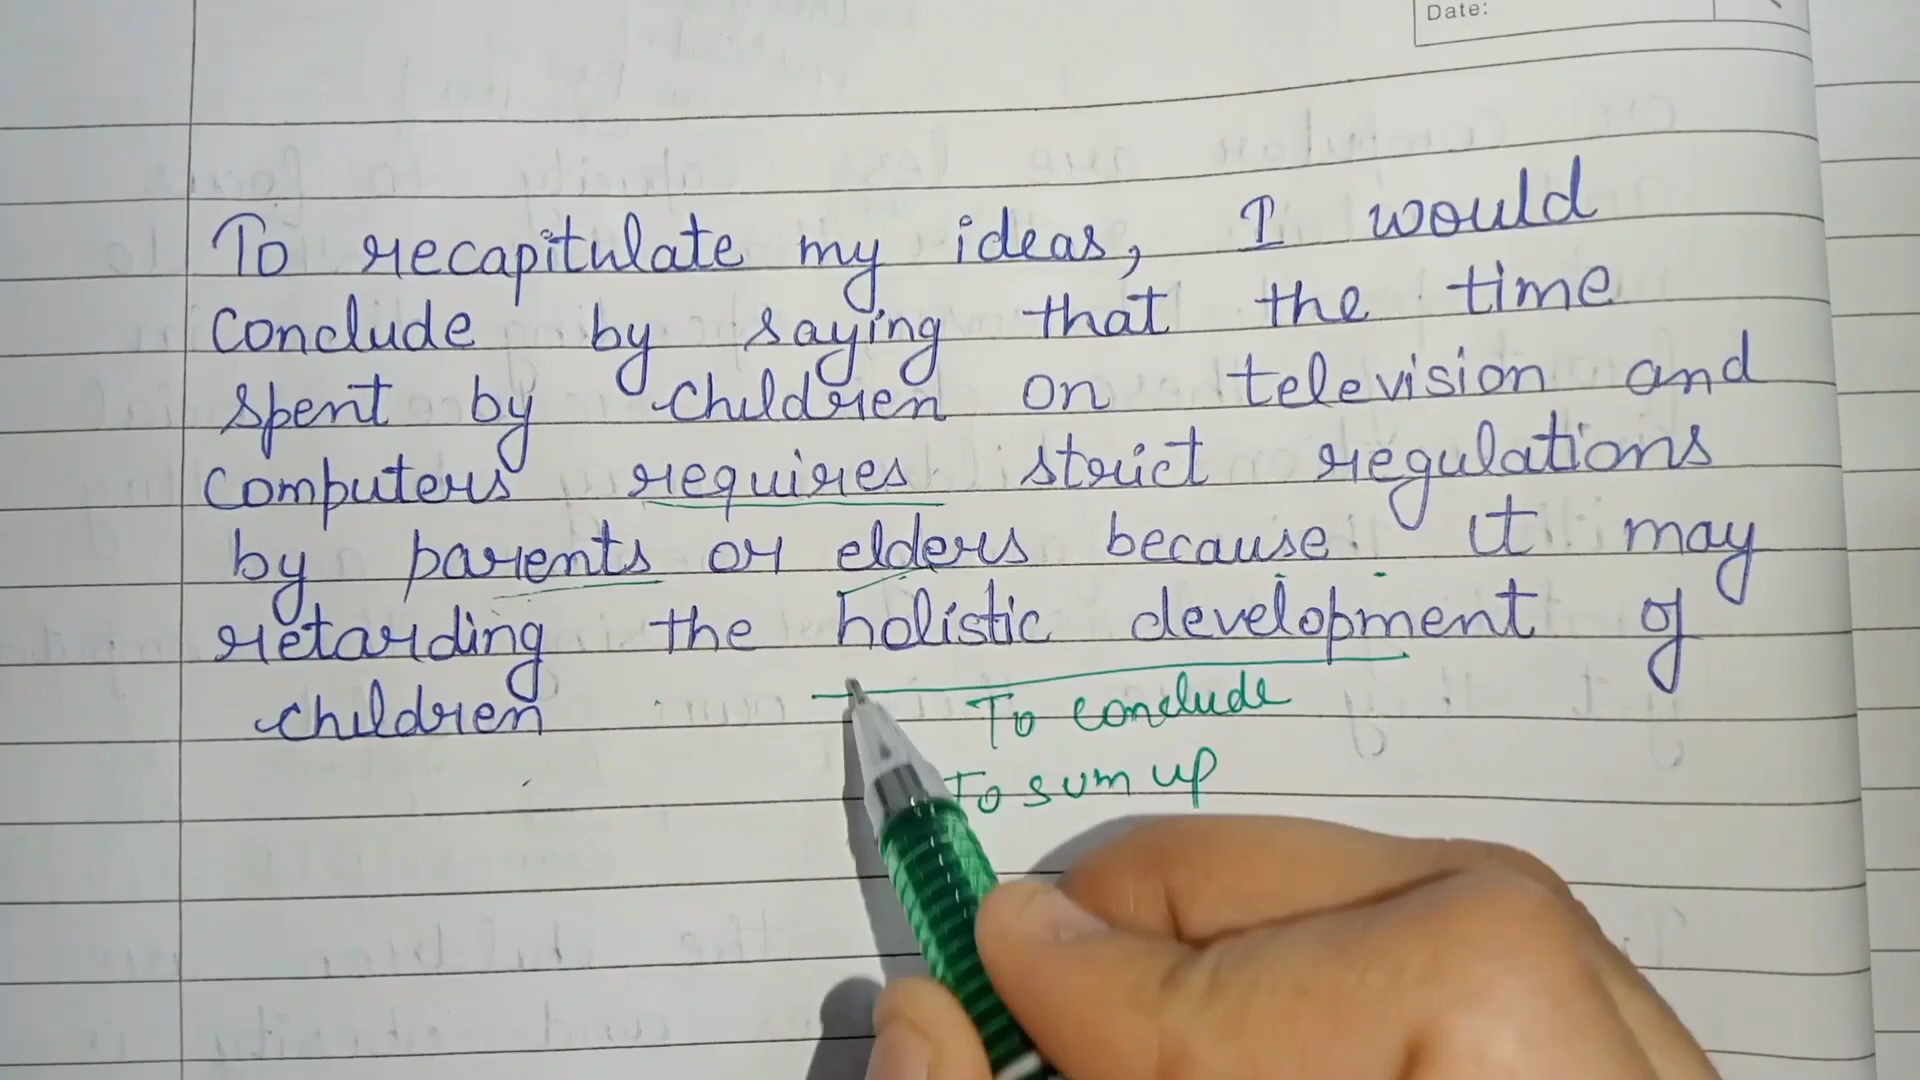 Date:
To recapitulate my ideas, I would
conclude by saying that the time
spent by children on television and
computers requires strict regulations
by parents or elders because it may
retarding the holistic development of
children
To conclude
To sum up